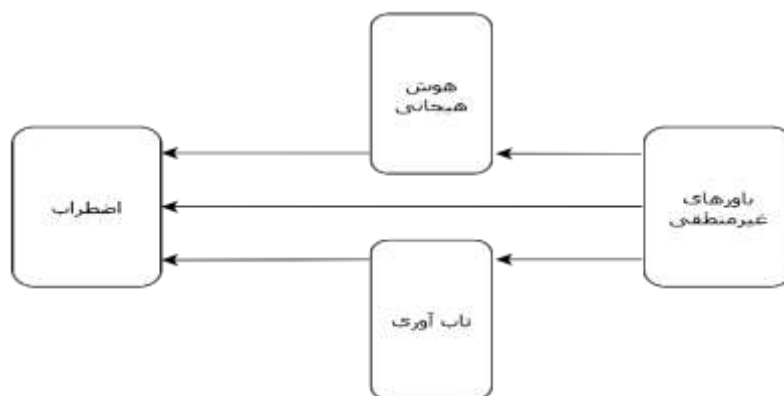 هوش
هیجانی
باورهای
غیرمنطقی
اضطراب
تاب آوری